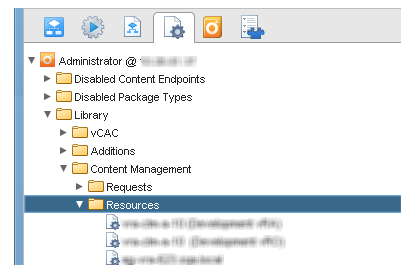 Administrator @
Disabled Content Endpoints
Disabled Package Types
Library
vCAC
Additions
Content Management
Requests
Resources